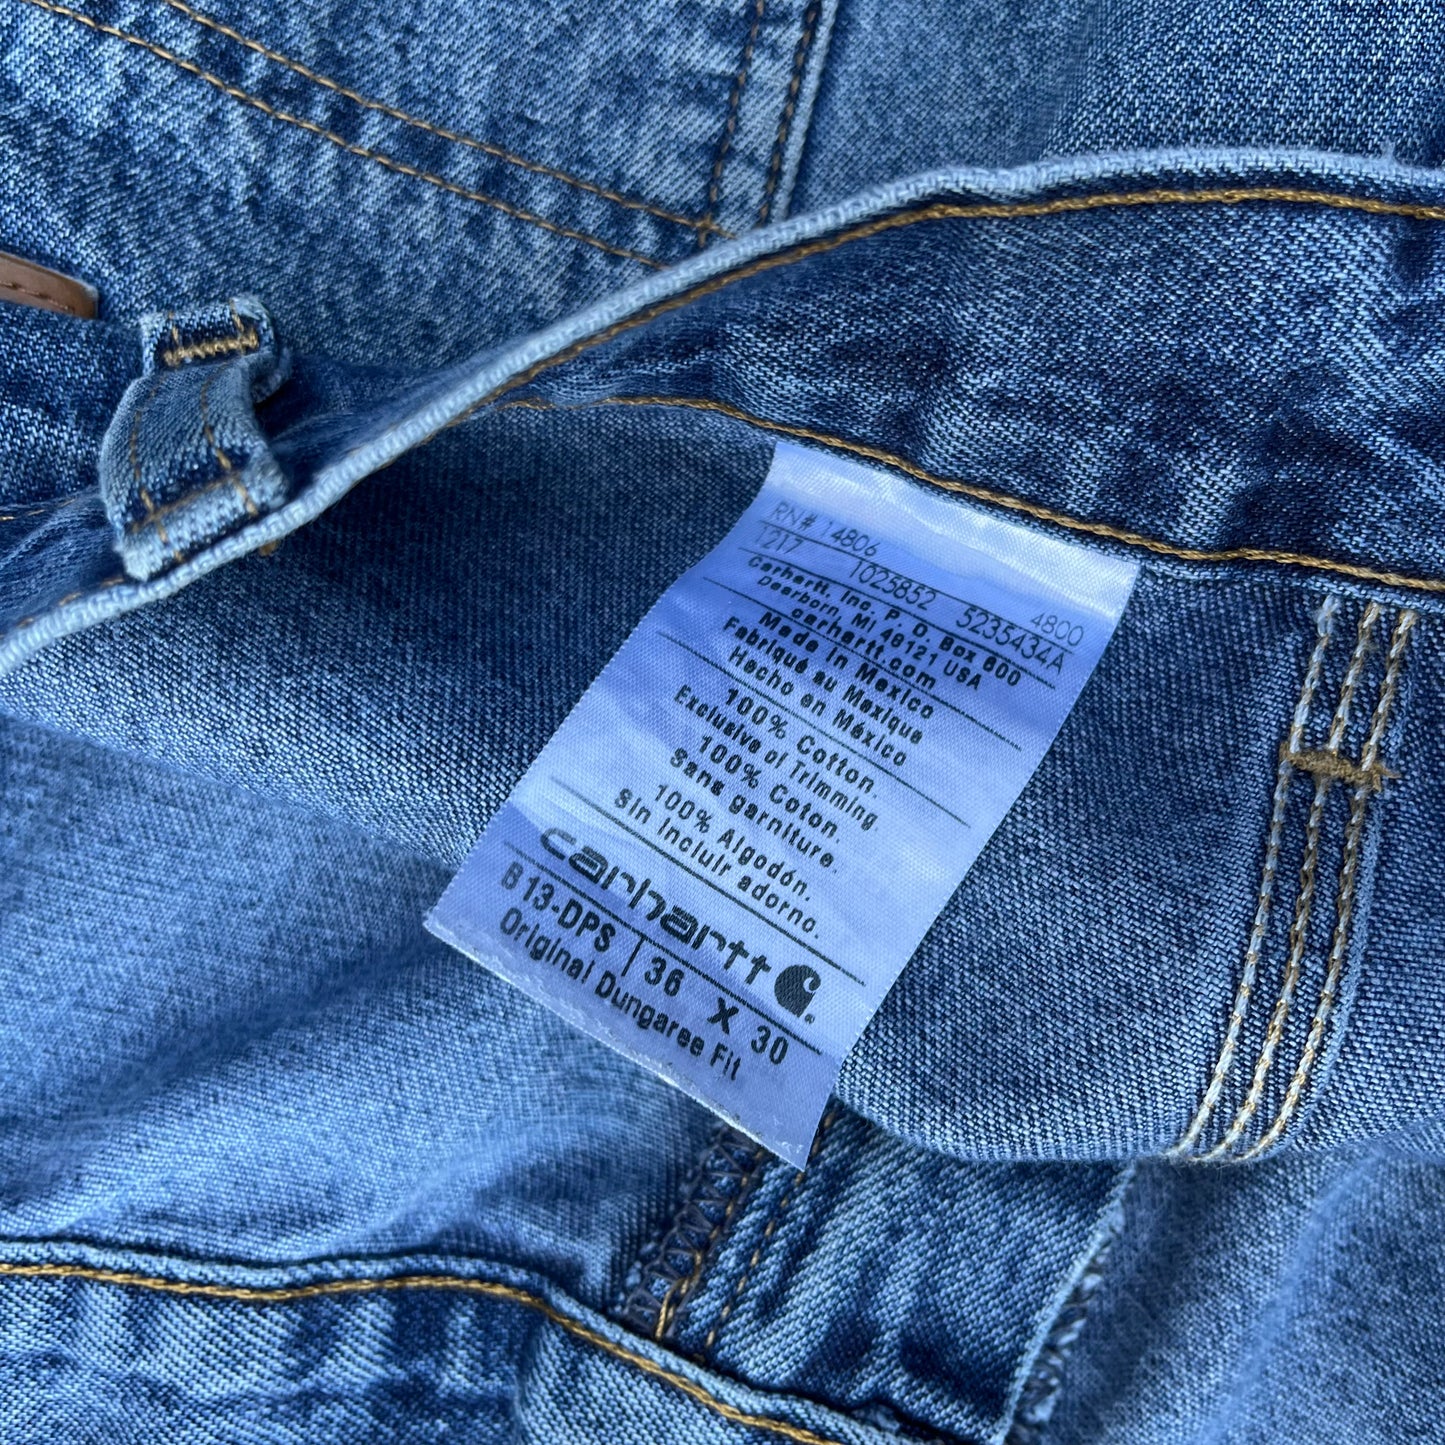 RN# 14806 4800
1217 1025852 5235434A
Carhartt, Inc, P. O. Box 600
Dearborn, MI 48121 USA
carhartt.com
Made in Mexico
Fabriqué au Mexique
Hecho en México
100% Cotton.
Exclusive of Trimming.
100% Coton.
Sans garniture.
100% Algodón.
Sin incluir adorno.
carhartt
B13-DPS | 36 X 30
Original Dungaree Fit